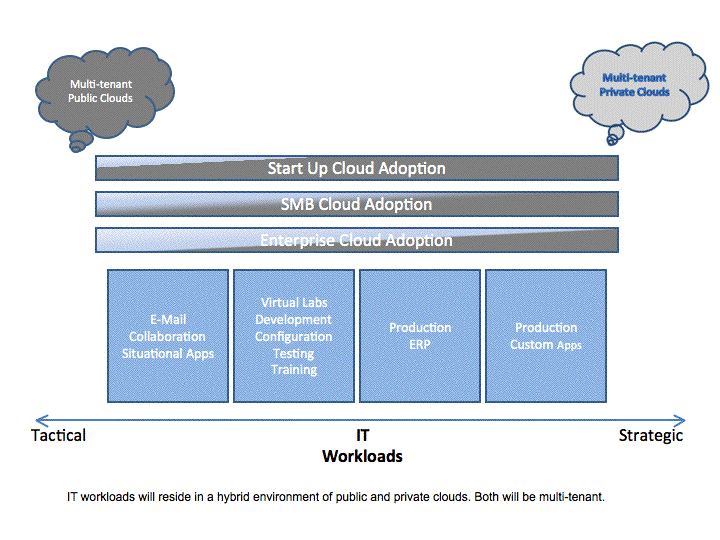 Multi-tenant
Public Clouds
Multi-tenant
Private Clouds
Start Up Cloud Adoption
SMB Cloud Adoption
Enterprise Cloud Adoption
E-Mail
Collaboration
Situational Apps
Virtual Labs
Development
Configuration
Testing
Training
Production
ERP
Production
Custom Apps
Tactical
IT
Workloads
Strategic
IT workloads will reside in a hybrid environment of public and private clouds. Both will be multi-tenant.